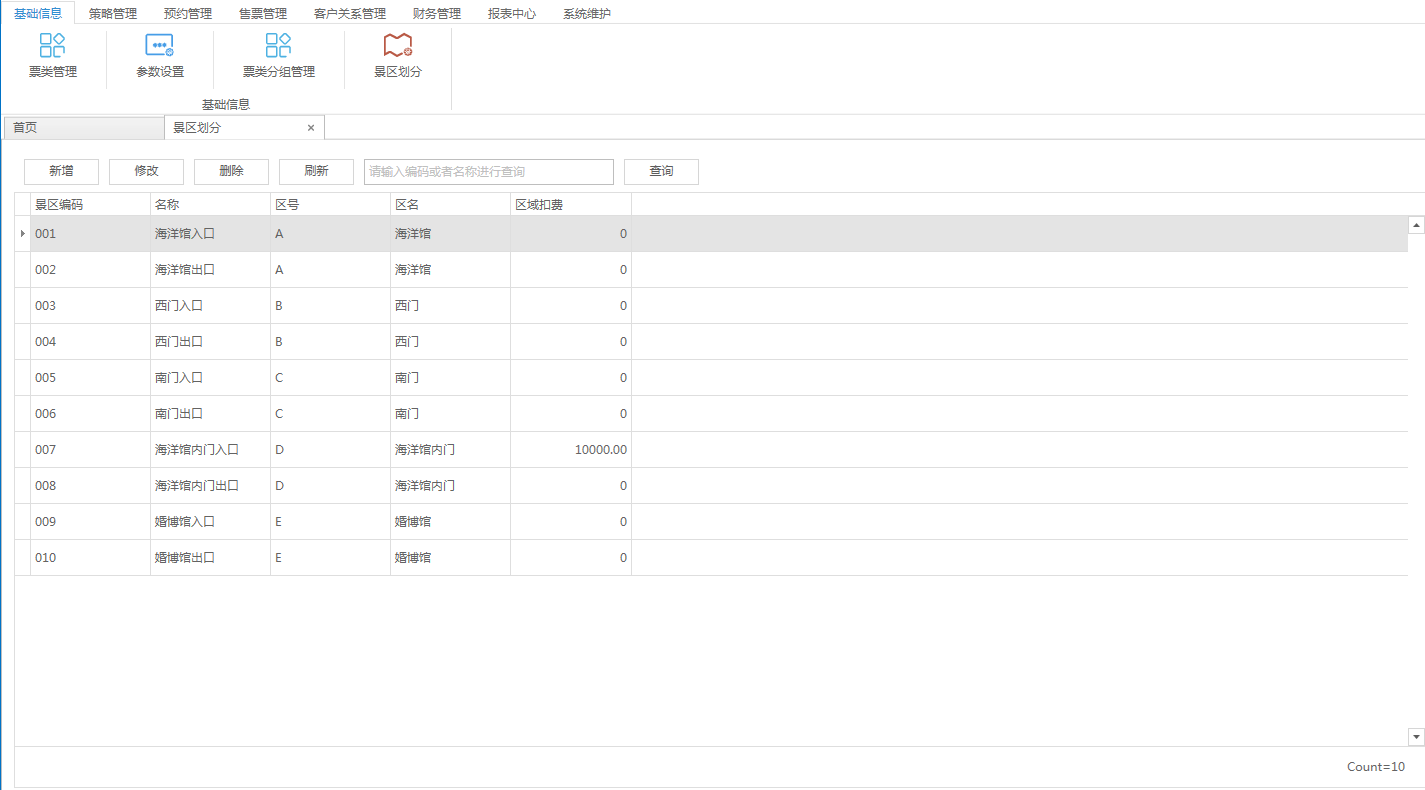 基础信息 策略管理 预约管理 售票管理 客户关系管理 财务管理 报表中心 系统维护
票类管理 参数设置 票类分组管理 景区划分
基础信息
首页 景区划分 ×
新增 修改 删除 刷新 请输入编码或者名称进行查询 查询
景区编码 名称 区号 区名 区域扣费
001 海洋馆入口 A 海洋馆 0
002 海洋馆出口 A 海洋馆 0
003 西门入口 B 西门 0
004 西门出口 B 西门 0
005 南门入口 C 南门 0
006 南门出口 C 南门 0
007 海洋馆内门入口 D 海洋馆内门 10000.00
008 海洋馆内门出口 D 海洋馆内门 0
009 婚博馆入口 E 婚博馆 0
010 婚博馆出口 E 婚博馆 0
Count=10